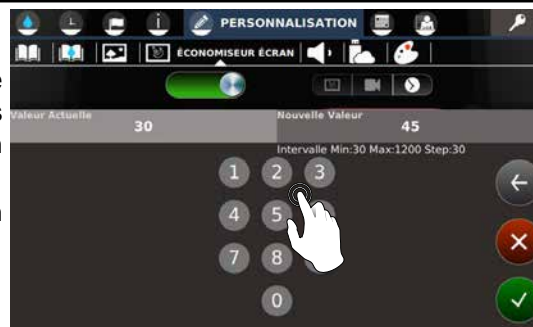 PERSONNALISATION
ÉCONOMISEUR ÉCRAN
Valeur Actuelle
30
Nouvelle Valeur
45
Intervalle Min:30 Max:1200 Step:30
1 2 3
4 5
7 8
0